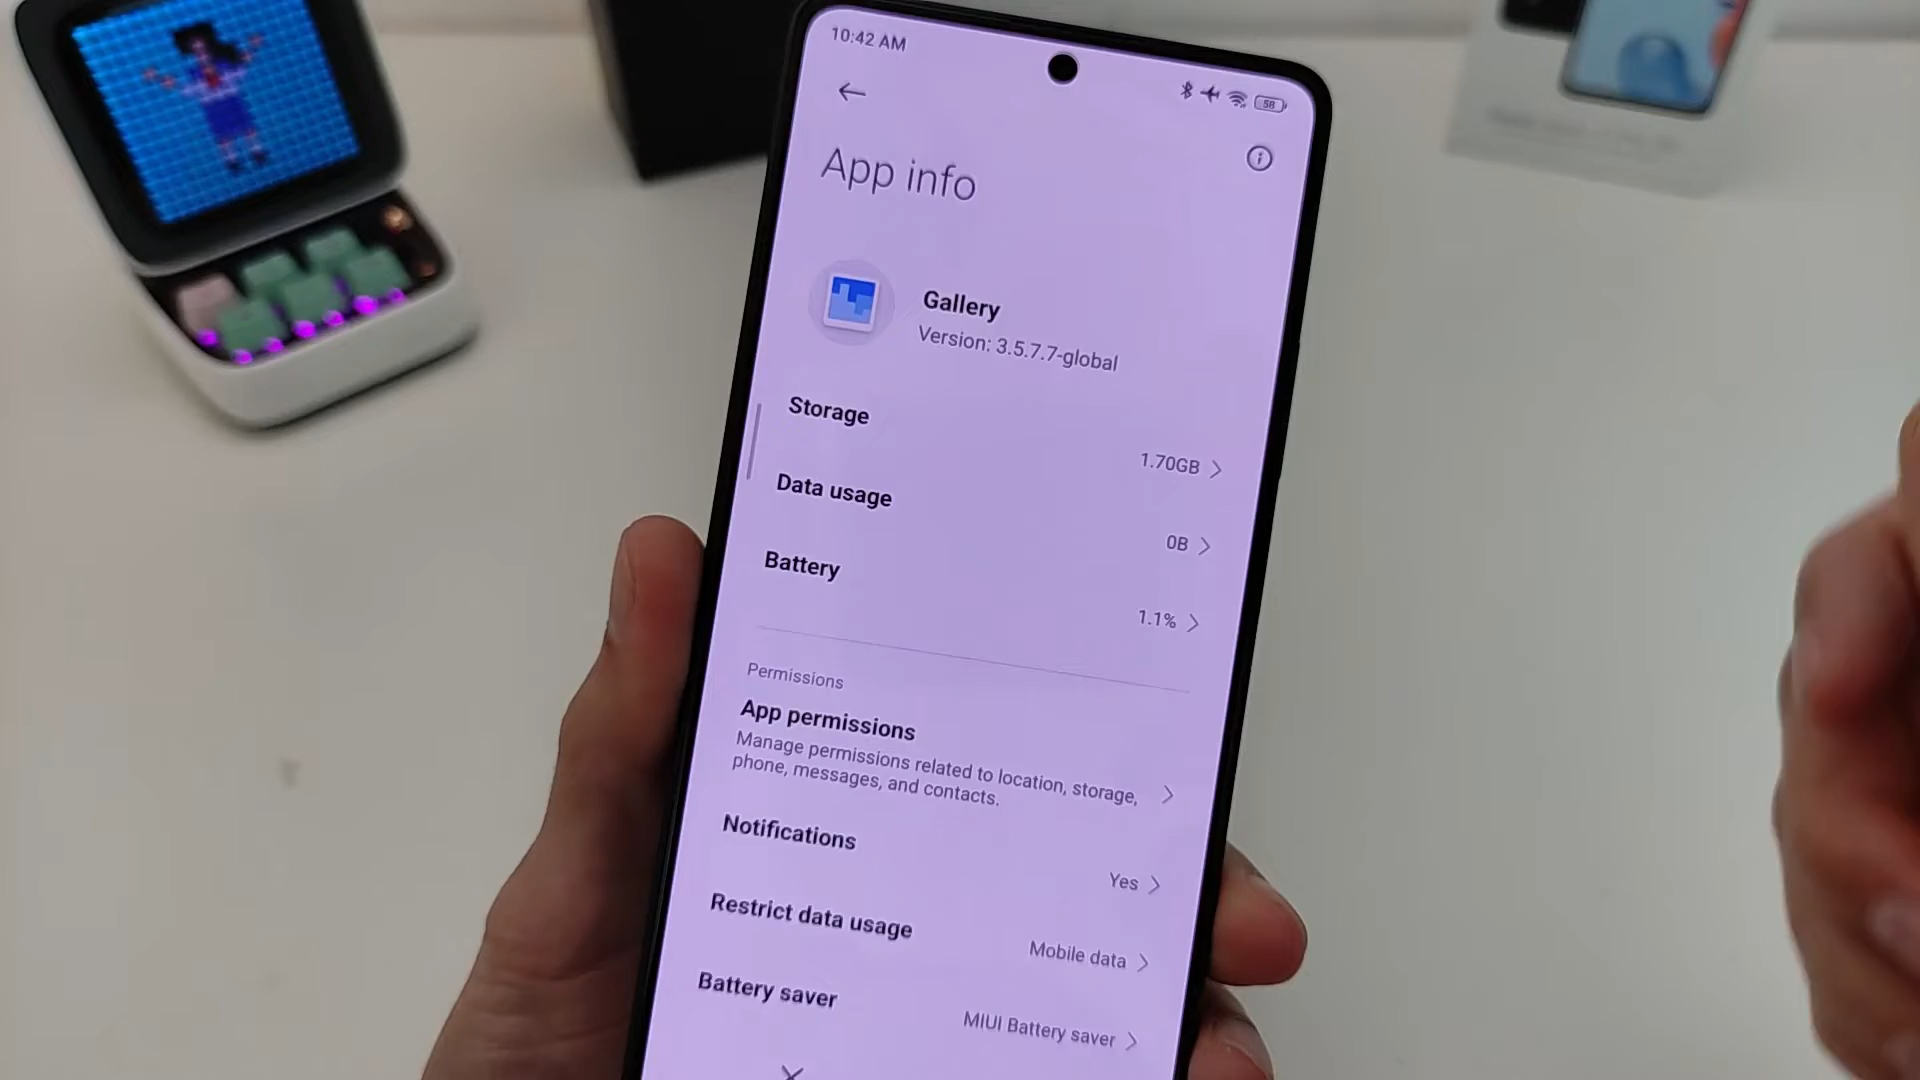 10:42 AM
58
App info
Gallery
Version: 3.5.7.7-global
Storage
1.70GB
Data usage
0B
Battery
1.1%
Permissions
App permissions
Manage permissions related to location, storage,
phone, messages, and contacts.
Notifications
Yes
Restrict data usage
Mobile data
Battery saver
MIUI Battery saver